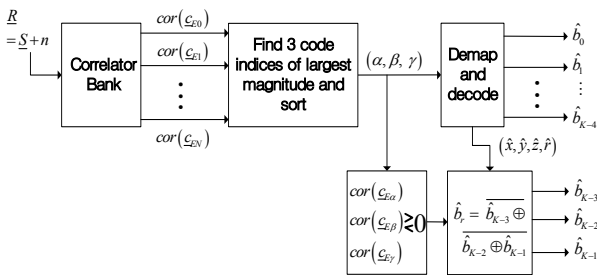 R
= S + n
Correlator
Bank
cor(c_E0)
cor(c_E1)
⋮
cor(c_EN)
Find 3 code
indices of largest
magnitude and
sort
(α, β, γ)
Demap
and
decode
b̂_0
b̂_1
⋮
b̂_K-4
(x̂, ŷ, ẑ, r̂)
cor(c_Eα)
cor(c_Eβ) ≷ 0
cor(c_Eγ)
b̂_r = b̂_K-3 ⊕
b̂_K-2 ⊕ b̂_K-1
b̂_K-3
b̂_K-2
b̂_K-1